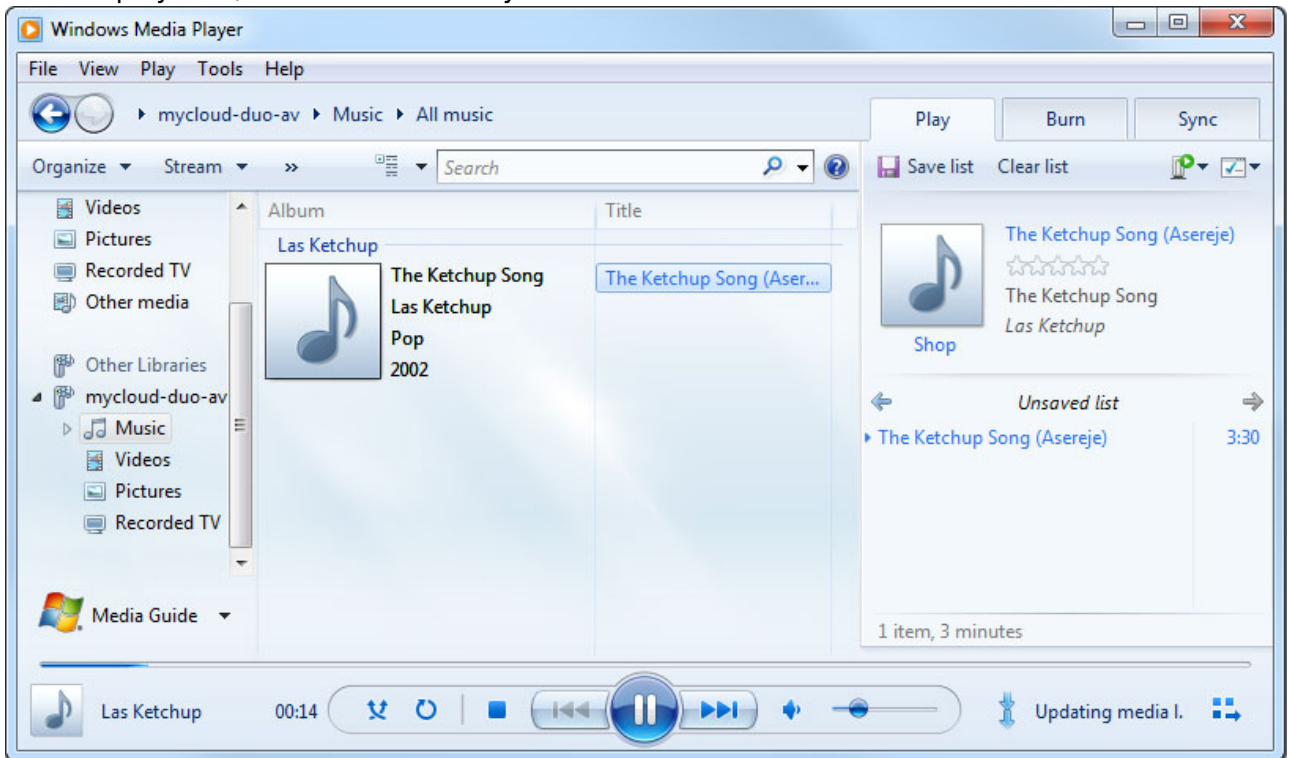 Windows Media Player
File View Play Tools Help
mycloud-duo-av Music All music
Play Burn Sync
Organize Stream » Search
Save list Clear list
Videos
Pictures
Recorded TV
Other media
Other Libraries
mycloud-duo-av
Music
Videos
Pictures
Recorded TV
Media Guide
Album Title
Las Ketchup
The Ketchup Song
Las Ketchup
Pop
2002
The Ketchup Song (Aser...
The Ketchup Song (Asereje)
The Ketchup Song
Las Ketchup
Shop
Unsaved list
The Ketchup Song (Asereje) 3:30
1 item, 3 minutes
Las Ketchup 00:14 Updating media l.